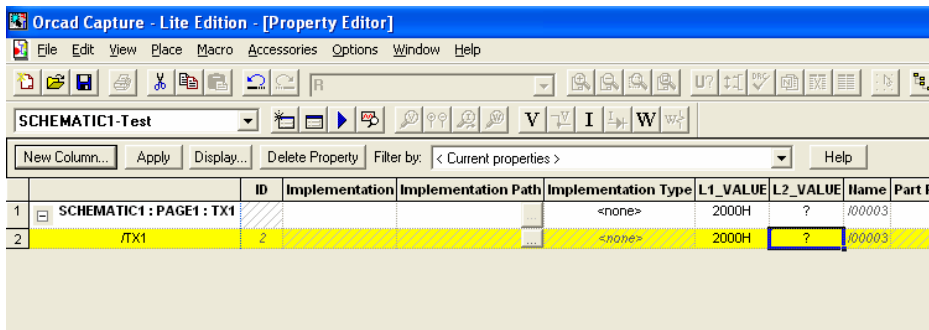 Orcad Capture - Lite Edition - [Property Editor]
File Edit View Place Macro Accessories Options Window Help
R U?
SCHEMATIC1-Test V I W
New Column... Apply Display... Delete Property Filter by: < Current properties > Help
ID Implementation Implementation Path Implementation Type L1_VALUE L2_VALUE Name Part
1 SCHEMATIC1 : PAGE1 : TX1 ... <none> 2000H ? I00003
2 /TX1 2 ... <none> 2000H ? I00003